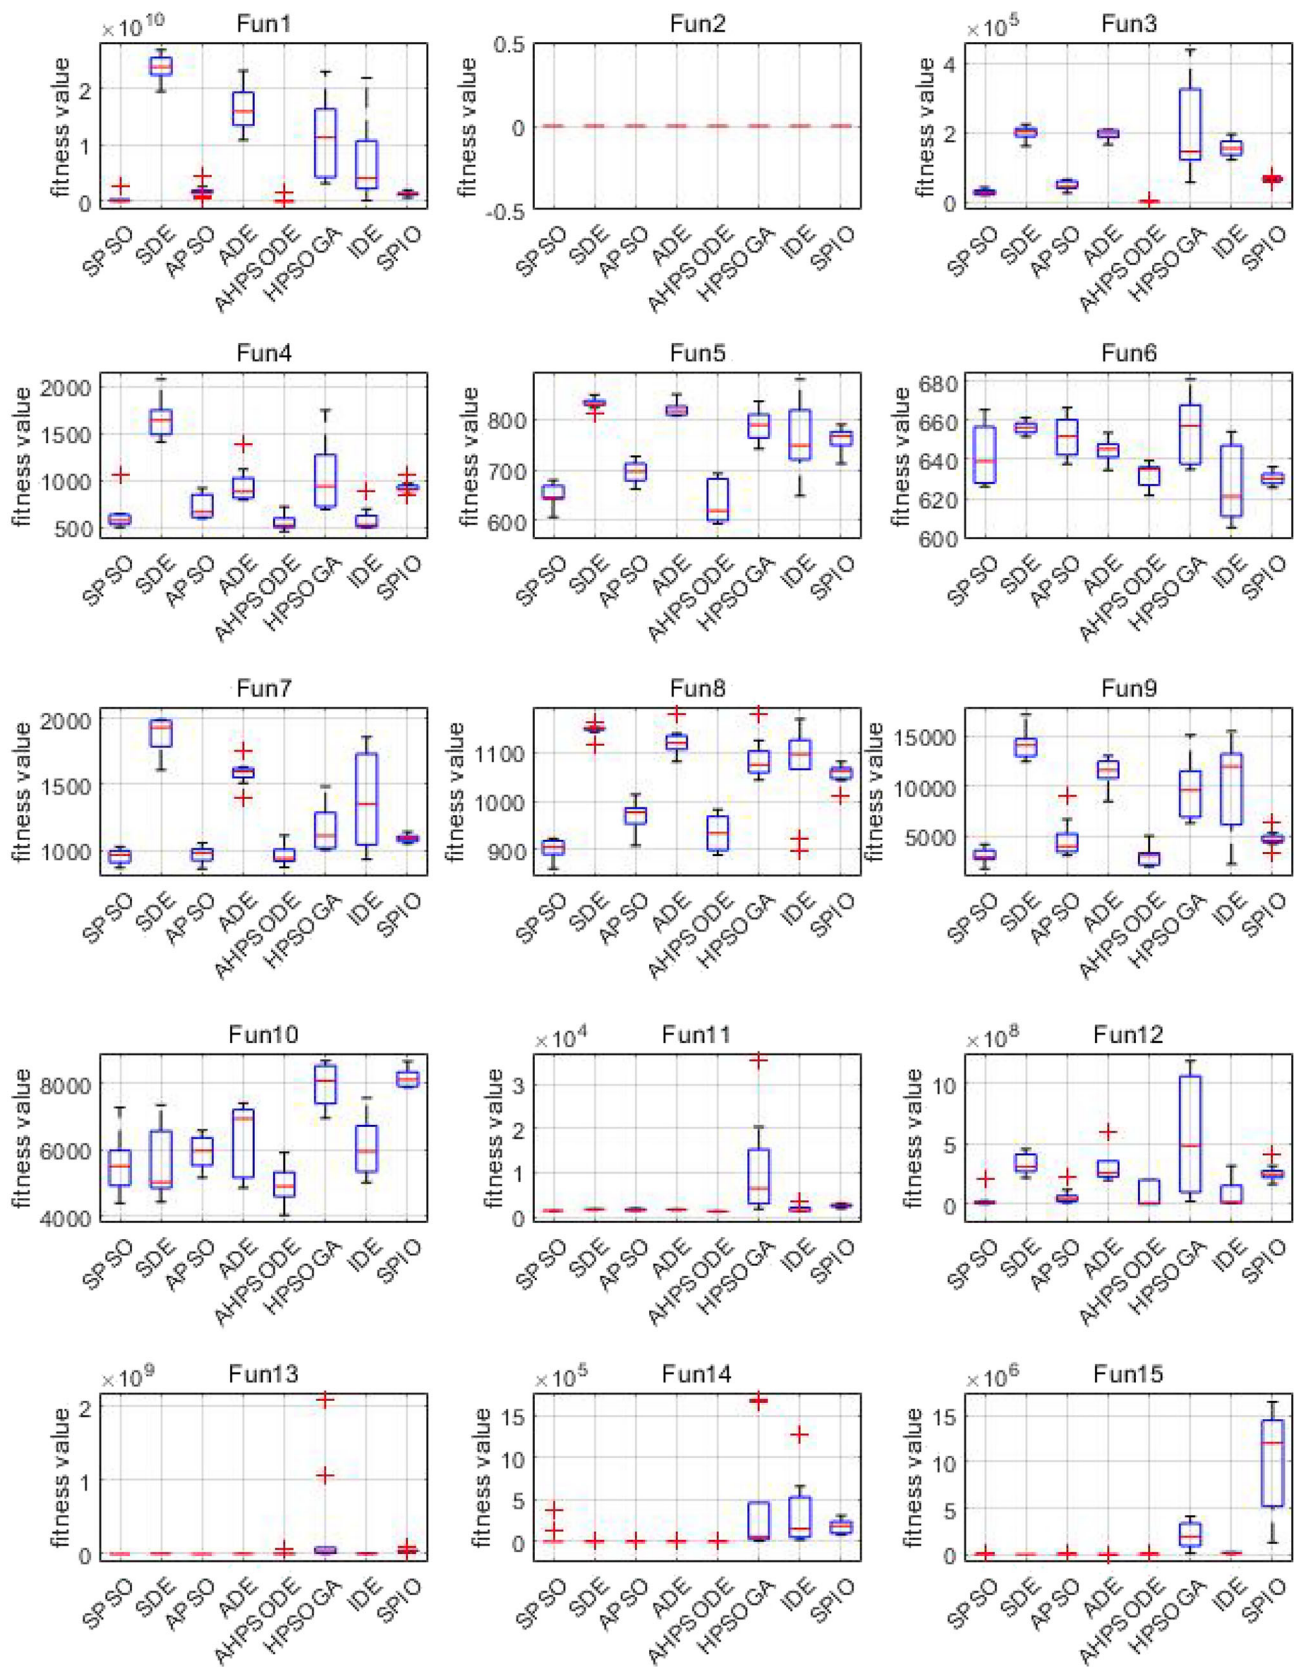 ×10^10 Fun1
fitness value
2
1
0
SPSO SDE APSO ADE AHPSODE HPSOGA IDE SPIO
Fun2
fitness value
0.5
0
-0.5
SPSO SDE APSO ADE AHPSODE HPSOGA IDE SPIO
×10^5 Fun3
fitness value
4
2
0
SPSO SDE APSO ADE AHPSODE HPSOGA IDE SPIO
Fun4
fitness value
2000
1500
1000
500
SPSO SDE APSO ADE AHPSODE HPSOGA IDE SPIO
Fun5
fitness value
800
700
600
SPSO SDE APSO ADE AHPSODE HPSOGA IDE SPIO
Fun6
fitness value
680
660
640
620
600
SPSO SDE APSO ADE AHPSODE HPSOGA IDE SPIO
Fun7
fitness value
2000
1500
1000
SPSO SDE APSO ADE AHPSODE HPSOGA IDE SPIO
Fun8
fitness value
1100
1000
900
SPSO SDE APSO ADE AHPSODE HPSOGA IDE SPIO
Fun9
fitness value
15000
10000
5000
SPSO SDE APSO ADE AHPSODE HPSOGA IDE SPIO
Fun10
fitness value
8000
6000
4000
SPSO SDE APSO ADE AHPSODE HPSOGA IDE SPIO
×10^4 Fun11
fitness value
3
2
1
0
SPSO SDE APSO ADE AHPSODE HPSOGA IDE SPIO
×10^8 Fun12
fitness value
10
5
0
SPSO SDE APSO ADE AHPSODE HPSOGA IDE SPIO
×10^9 Fun13
fitness value
2
1
0
SPSO SDE APSO ADE AHPSODE HPSOGA IDE SPIO
×10^5 Fun14
fitness value
15
10
5
0
SPSO SDE APSO ADE AHPSODE HPSOGA IDE SPIO
×10^6 Fun15
fitness value
15
10
5
0
SPSO SDE APSO ADE AHPSODE HPSOGA IDE SPIO